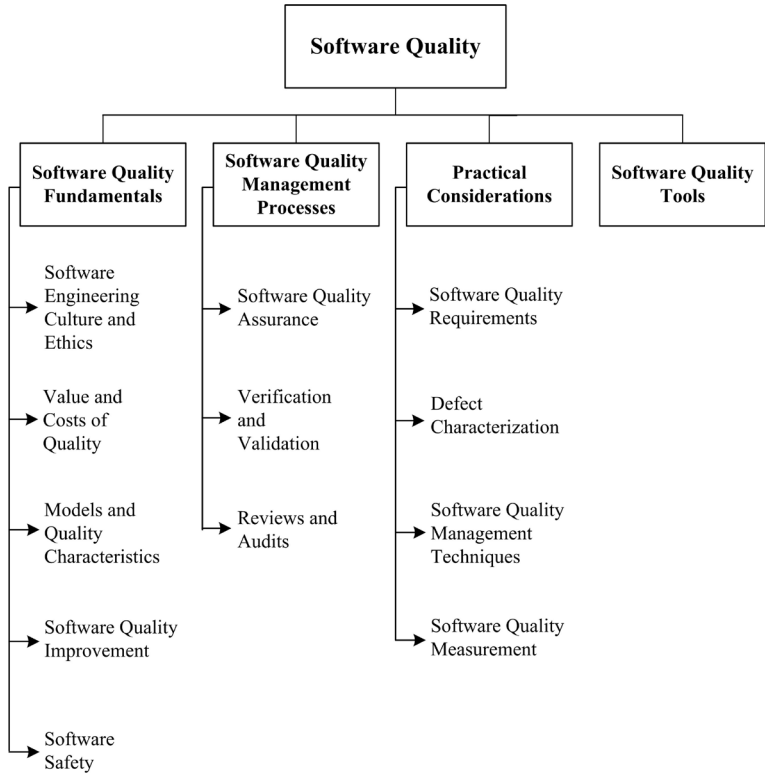 Software Quality
Software Quality
Fundamentals
Software
Engineering
Culture and
Ethics
Value and
Costs of
Quality
Models and
Quality
Characteristics
Software Quality
Improvement
Software
Safety
Software Quality
Management
Processes
Software Quality
Assurance
Verification
and
Validation
Reviews and
Audits
Practical
Considerations
Software Quality
Requirements
Defect
Characterization
Software Quality
Management
Techniques
Software Quality
Measurement
Software Quality
Tools